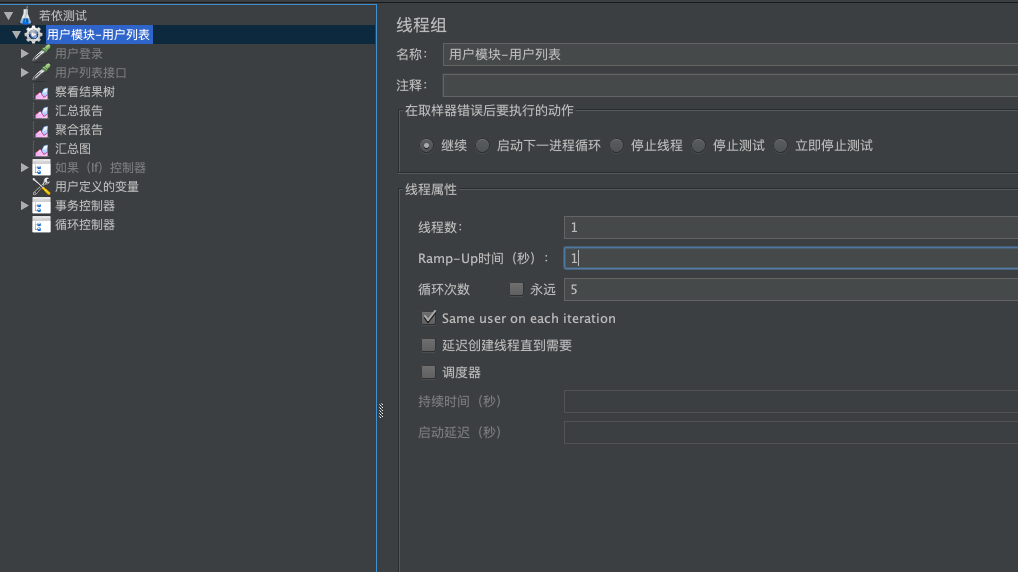 若依测试
用户模块-用户列表
用户登录
用户列表接口
察看结果树
汇总报告
聚合报告
汇总图
如果（If）控制器
用户定义的变量
事务控制器
循环控制器
线程组
名称： 用户模块-用户列表
注释：
在取样器错误后要执行的动作
继续 启动下一进程循环 停止线程 停止测试 立即停止测试
线程属性
线程数： 1
Ramp-Up时间（秒）： 1
循环次数 永远 5
Same user on each iteration
延迟创建线程直到需要
调度器
持续时间（秒）
启动延迟（秒）